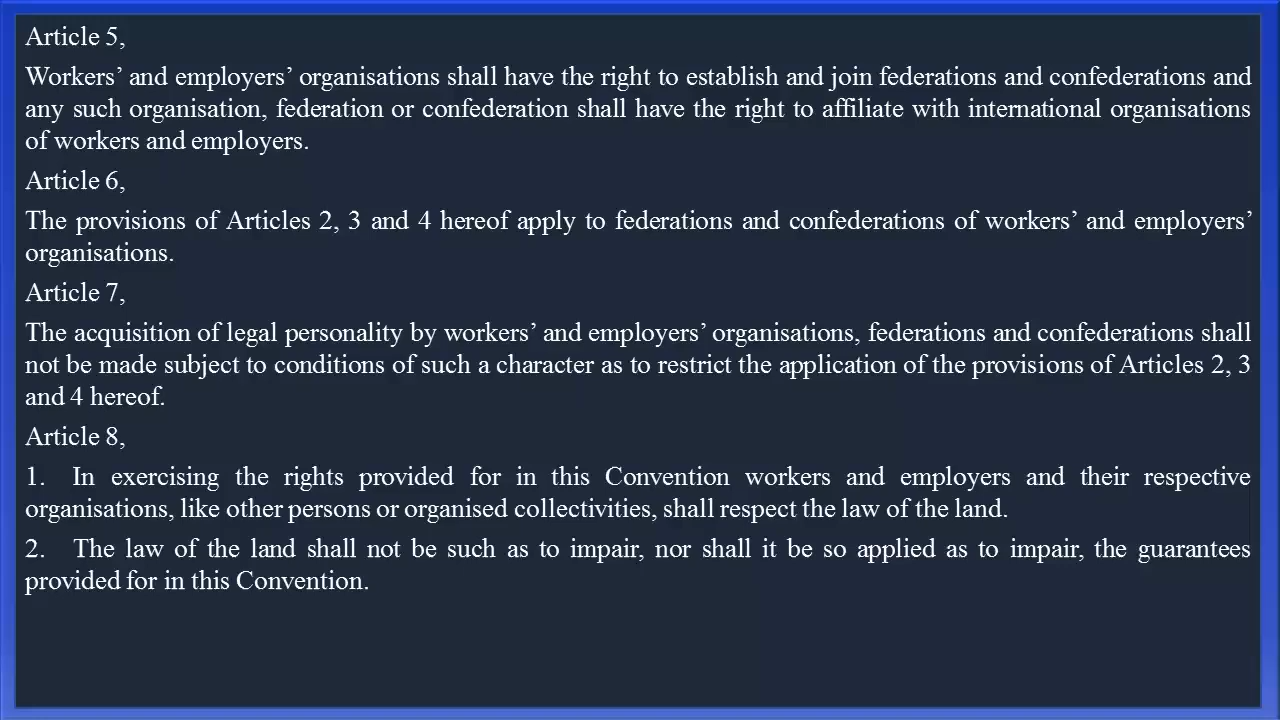 Article 5,
Workers’ and employers’ organisations shall have the right to establish and join federations and confederations and
any such organisation, federation or confederation shall have the right to affiliate with international organisations
of workers and employers.
Article 6,
The provisions of Articles 2, 3 and 4 hereof apply to federations and confederations of workers’ and employers’
organisations.
Article 7,
The acquisition of legal personality by workers’ and employers’ organisations, federations and confederations shall
not be made subject to conditions of such a character as to restrict the application of the provisions of Articles 2, 3
and 4 hereof.
Article 8,
1. In exercising the rights provided for in this Convention workers and employers and their respective
organisations, like other persons or organised collectivities, shall respect the law of the land.
2. The law of the land shall not be such as to impair, nor shall it be so applied as to impair, the guarantees
provided for in this Convention.